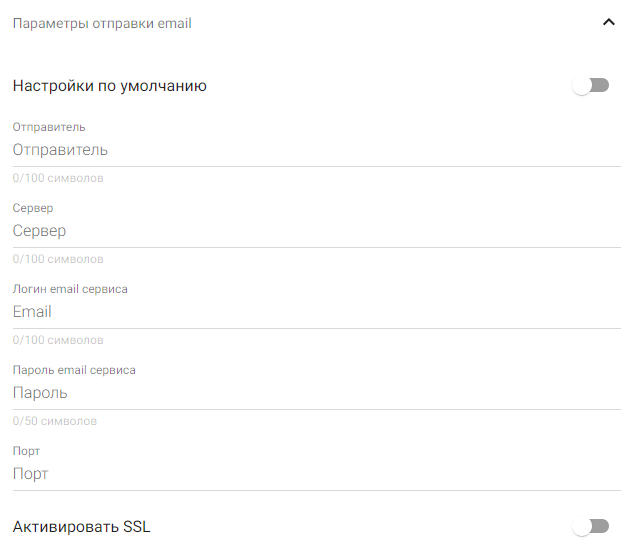 Параметры отправки email
Настройки по умолчанию
Отправитель
Отправитель
0/100 символов
Сервер
Сервер
0/100 символов
Логин email сервиса
Email
0/100 символов
Пароль email сервиса
Пароль
0/50 символов
Порт
Порт
Активировать SSL